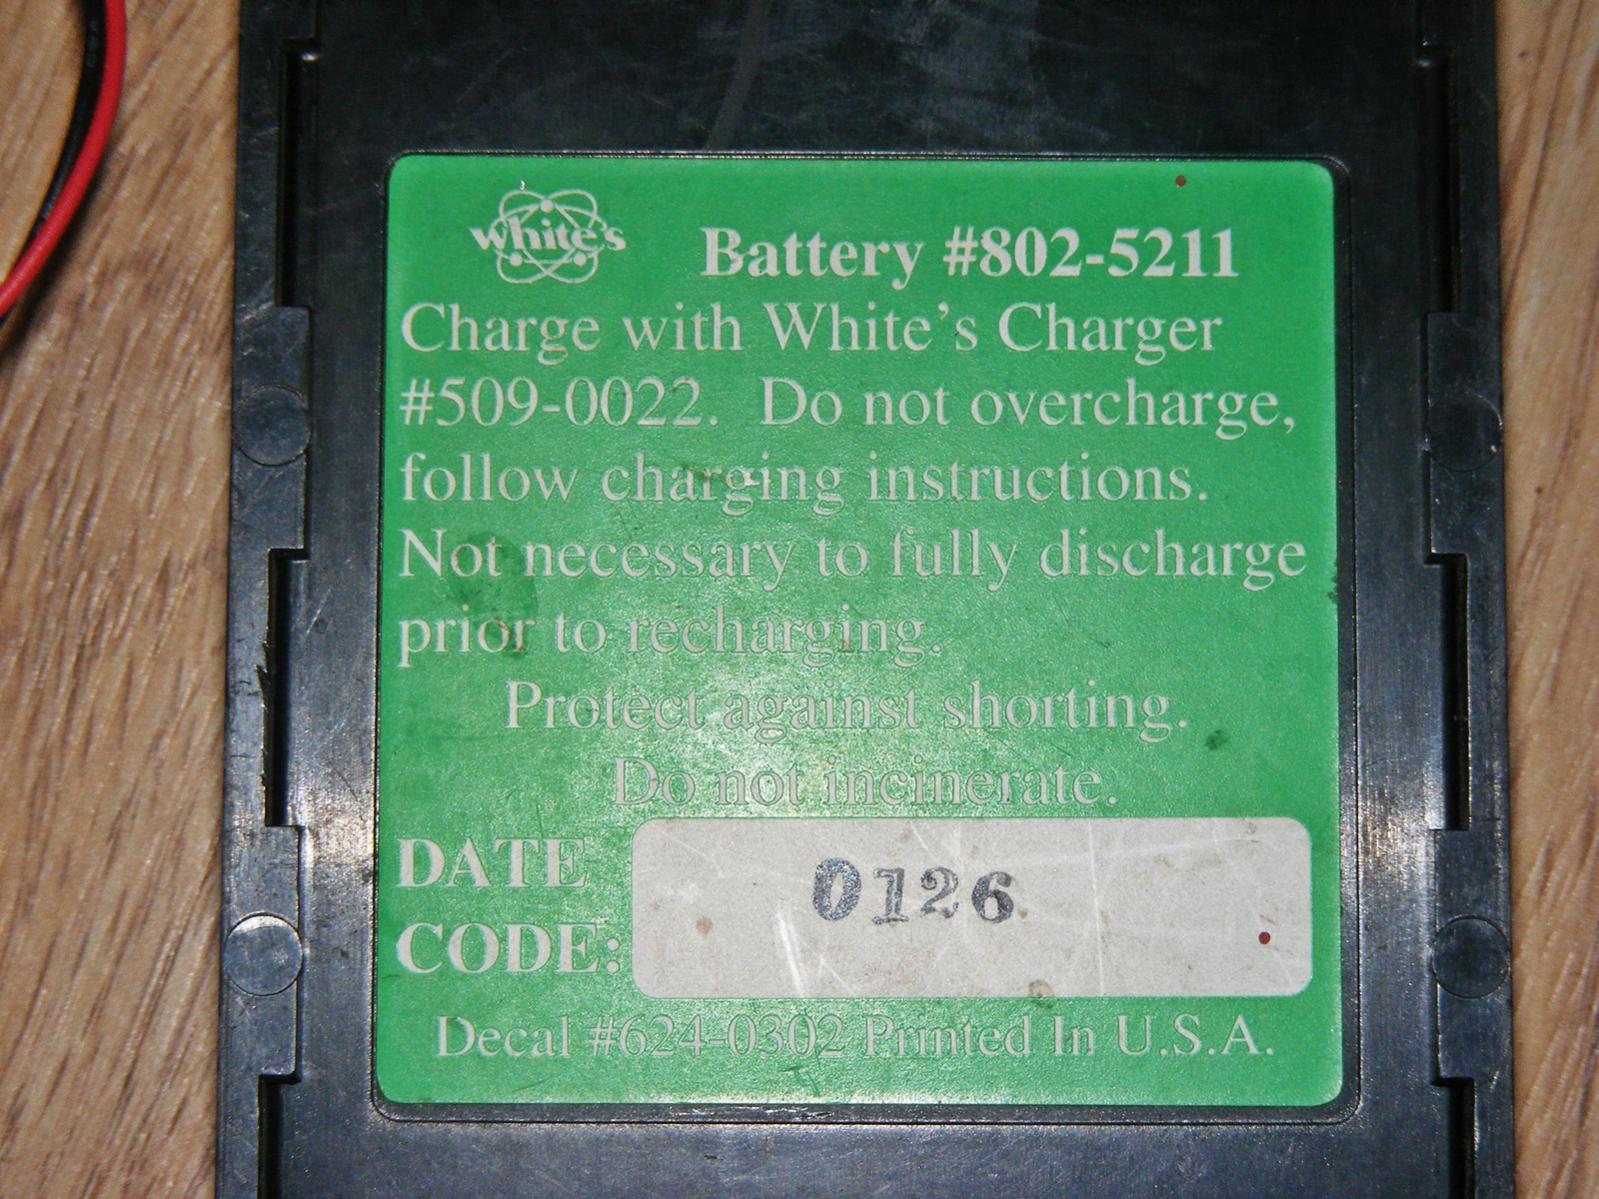 White's
Battery #802-5211
Charge with White's Charger
#509-0022. Do not overcharge,
follow charging instructions.
Not necessary to fully discharge
prior to recharging.
Protect against shorting.
Do not incinerate.
DATE
CODE:
0126
Decal #624-0302 Printed In U.S.A.